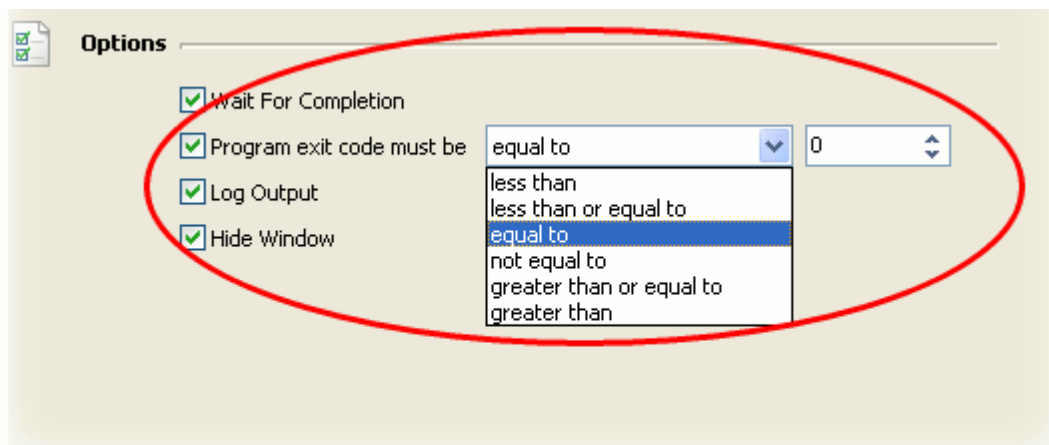 Options
Wait For Completion
Program exit code must be equal to 0
Log Output
Hide Window
less than
less than or equal to
equal to
not equal to
greater than or equal to
greater than